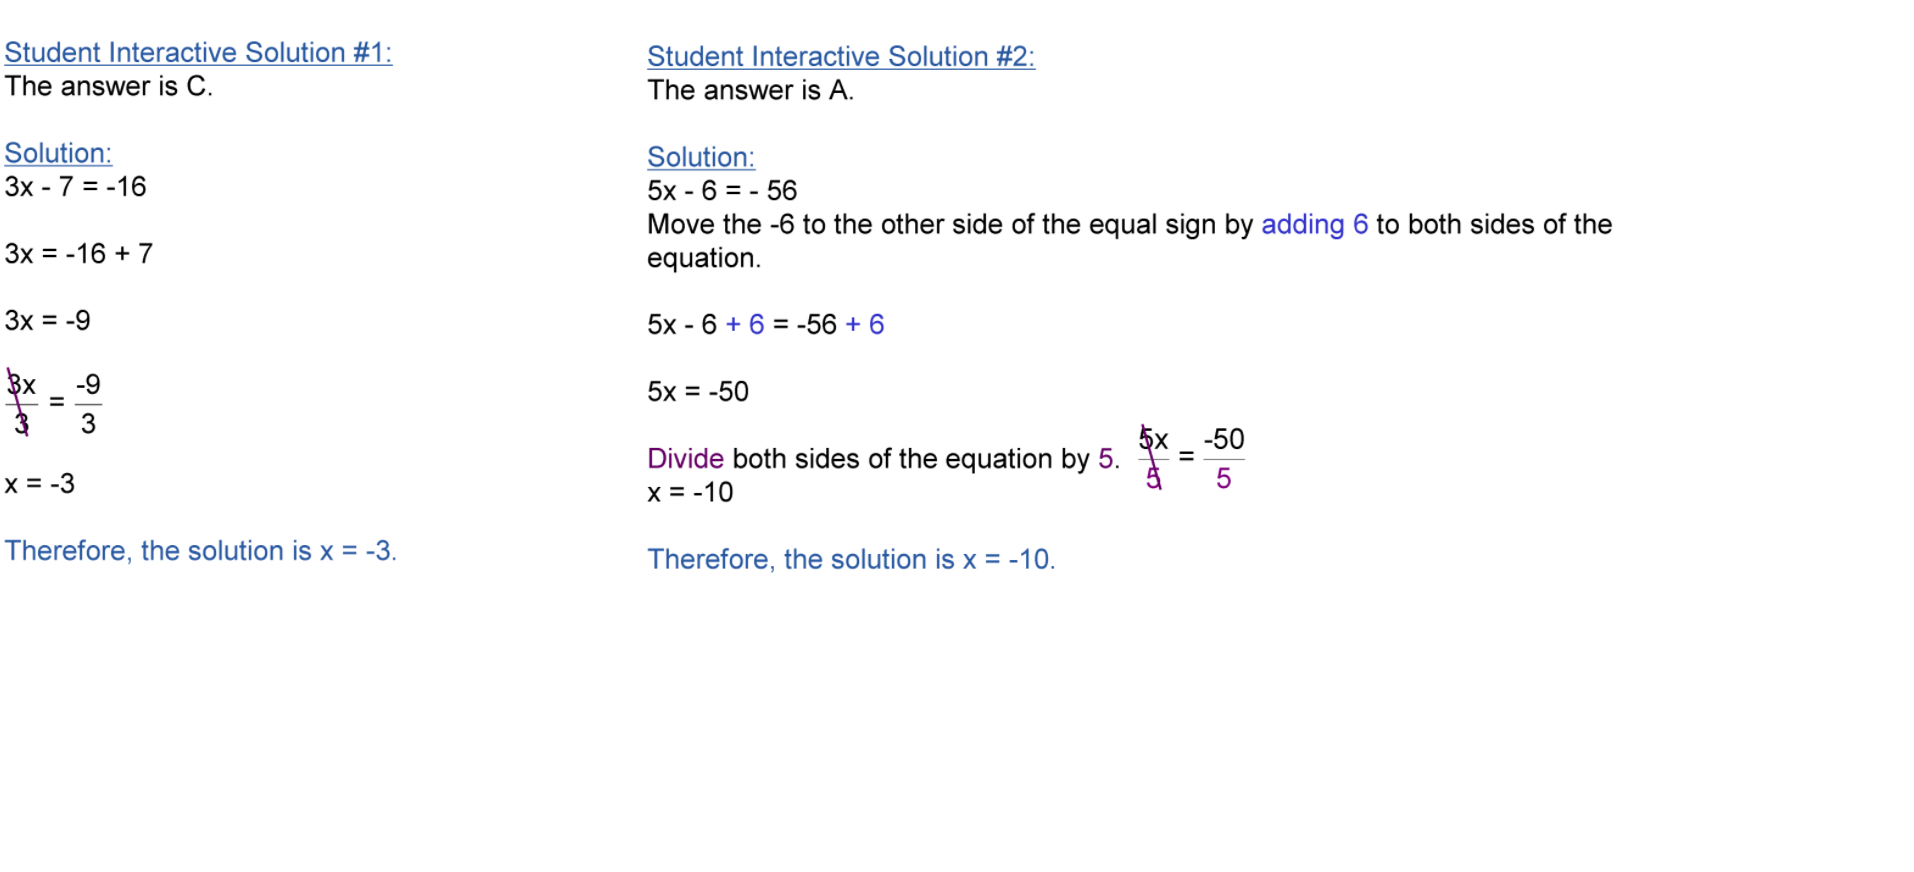 Student Interactive Solution #1:
The answer is C.
Solution:
3x - 7 = -16
3x = -16 + 7
3x = -9
3x/3 = -9/3
x = -3
Therefore, the solution is x = -3.
Student Interactive Solution #2:
The answer is A.
Solution:
5x - 6 = - 56
Move the -6 to the other side of the equal sign by adding 6 to both sides of the
equation.
5x - 6 + 6 = -56 + 6
5x = -50
Divide both sides of the equation by 5. 5x/5 = -50/5
x = -10
Therefore, the solution is x = -10.